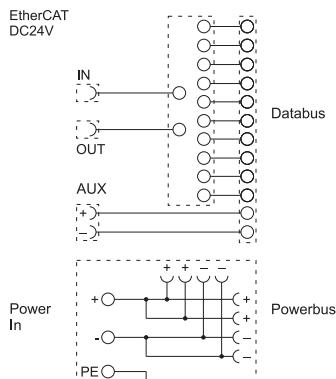 EtherCAT
DC24V
IN
OUT
Databus
AUX
+
–
+ + – –
Power
In
+
-
PE
+
+
–
–
Powerbus